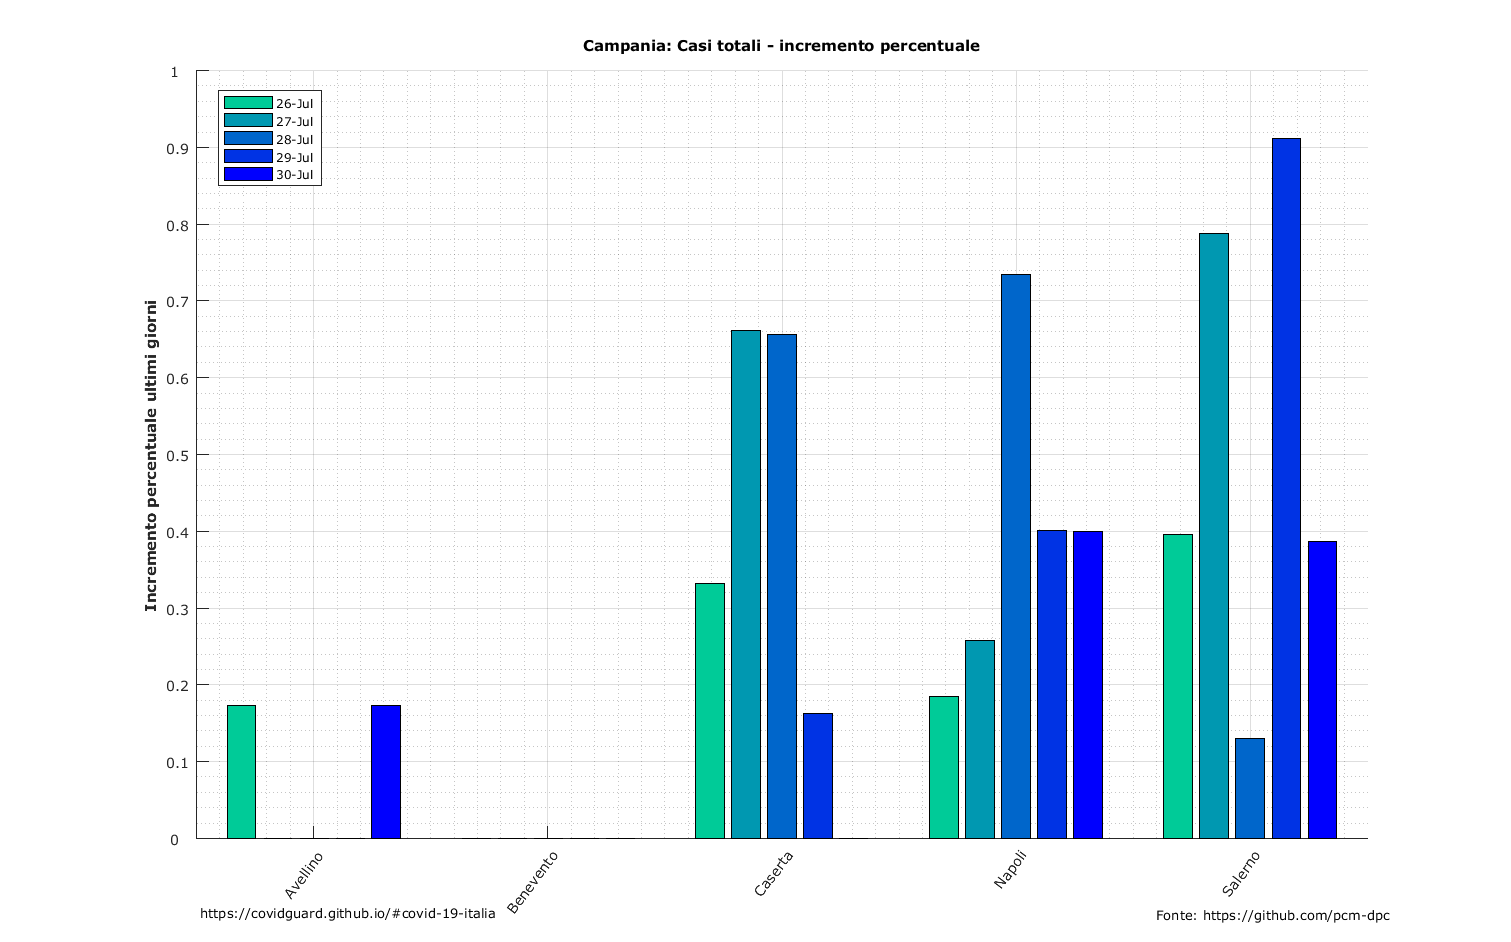 Campania: Casi totali - incremento percentuale
Incremento percentuale ultimi giorni
1
0.9
0.8
0.7
0.6
0.5
0.4
0.3
0.2
0.1
0
26-Jul
27-Jul
28-Jul
29-Jul
30-Jul
Avellino
Benevento
Caserta
Napoli
Salerno
https://covidguard.github.io/#covid-19-italia
Fonte: https://github.com/pcm-dpc